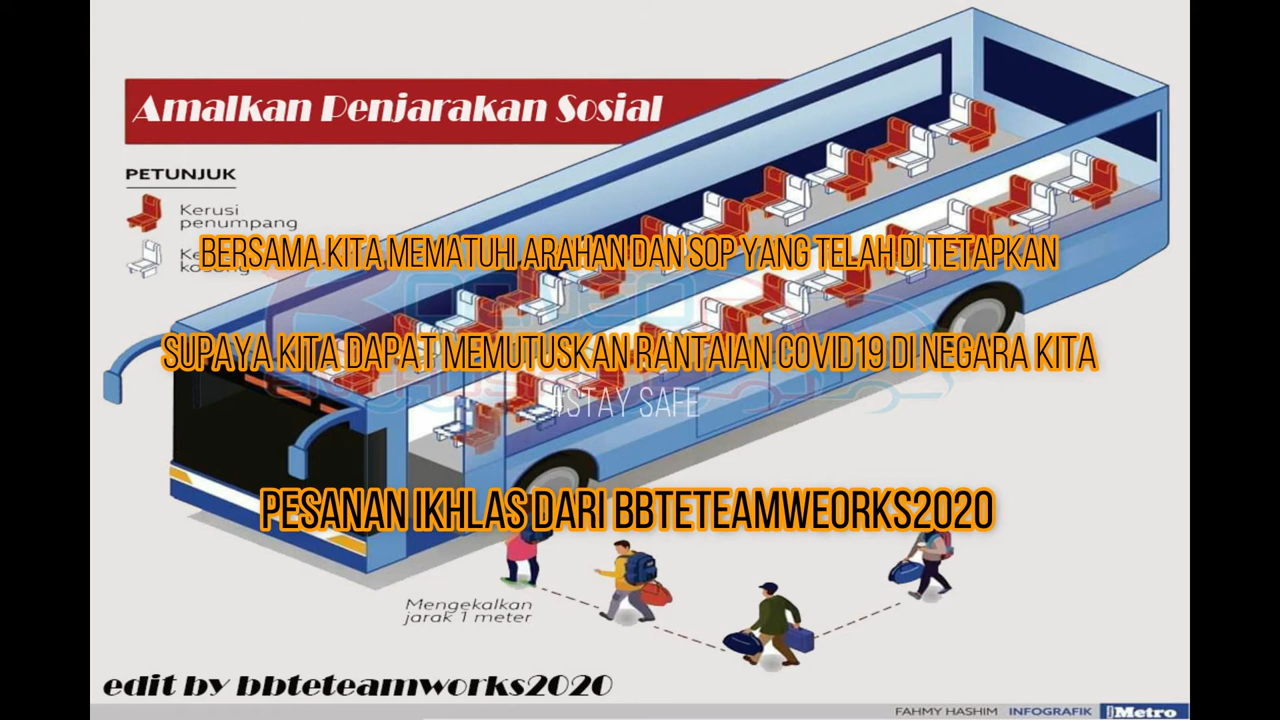 Amalkan Penjarakan Sosial
PETUNJUK
Kerusi
penumpang
BERSAMA KITA MEMATUHI ARAHAN DAN SOP YANG TELAH DI TETAPKAN
SUPAYA KITA DAPAT MEMUTUSKAN RANTAIAN COVID19 DI NEGARA KITA
#STAY SAFE
PESANAN IKHLAS DARI BBTETEAMWEORKS2020
Mengekalkan
jarak 1 meter
edit by bbteteamworks2020
FAHMY HASHIM INFOGRAFIK Metro